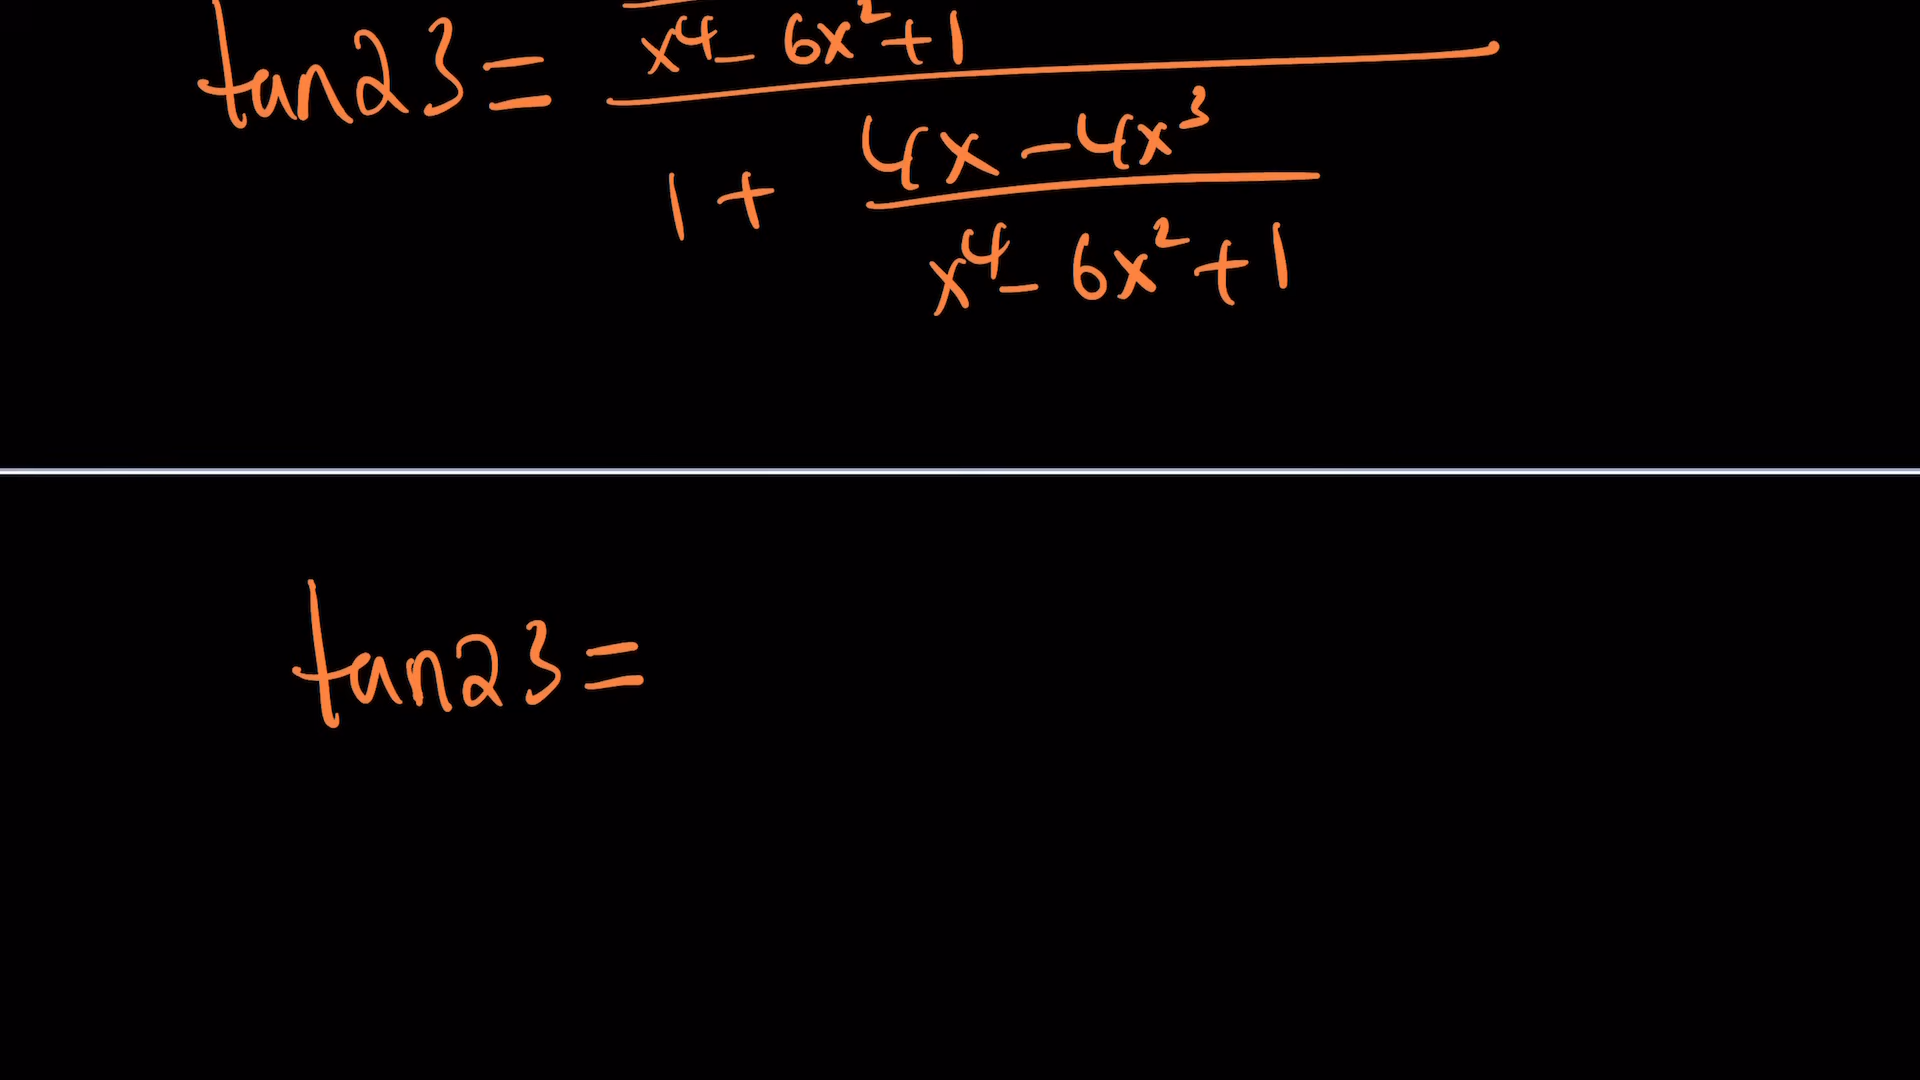 x⁴ - 6x² + 1
tan23 =
4x - 4x³
1 +
x⁴ - 6x² + 1
tan23 =